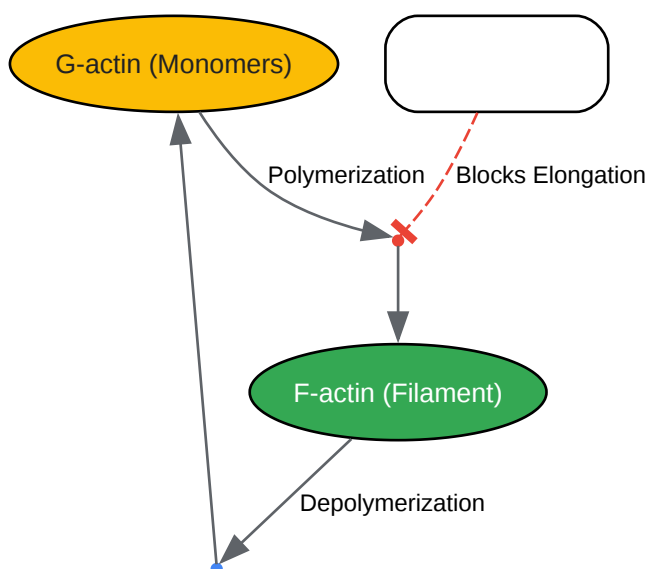 G-actin (Monomers)
Polymerization
Blocks Elongation
F-actin (Filament)
Depolymerization